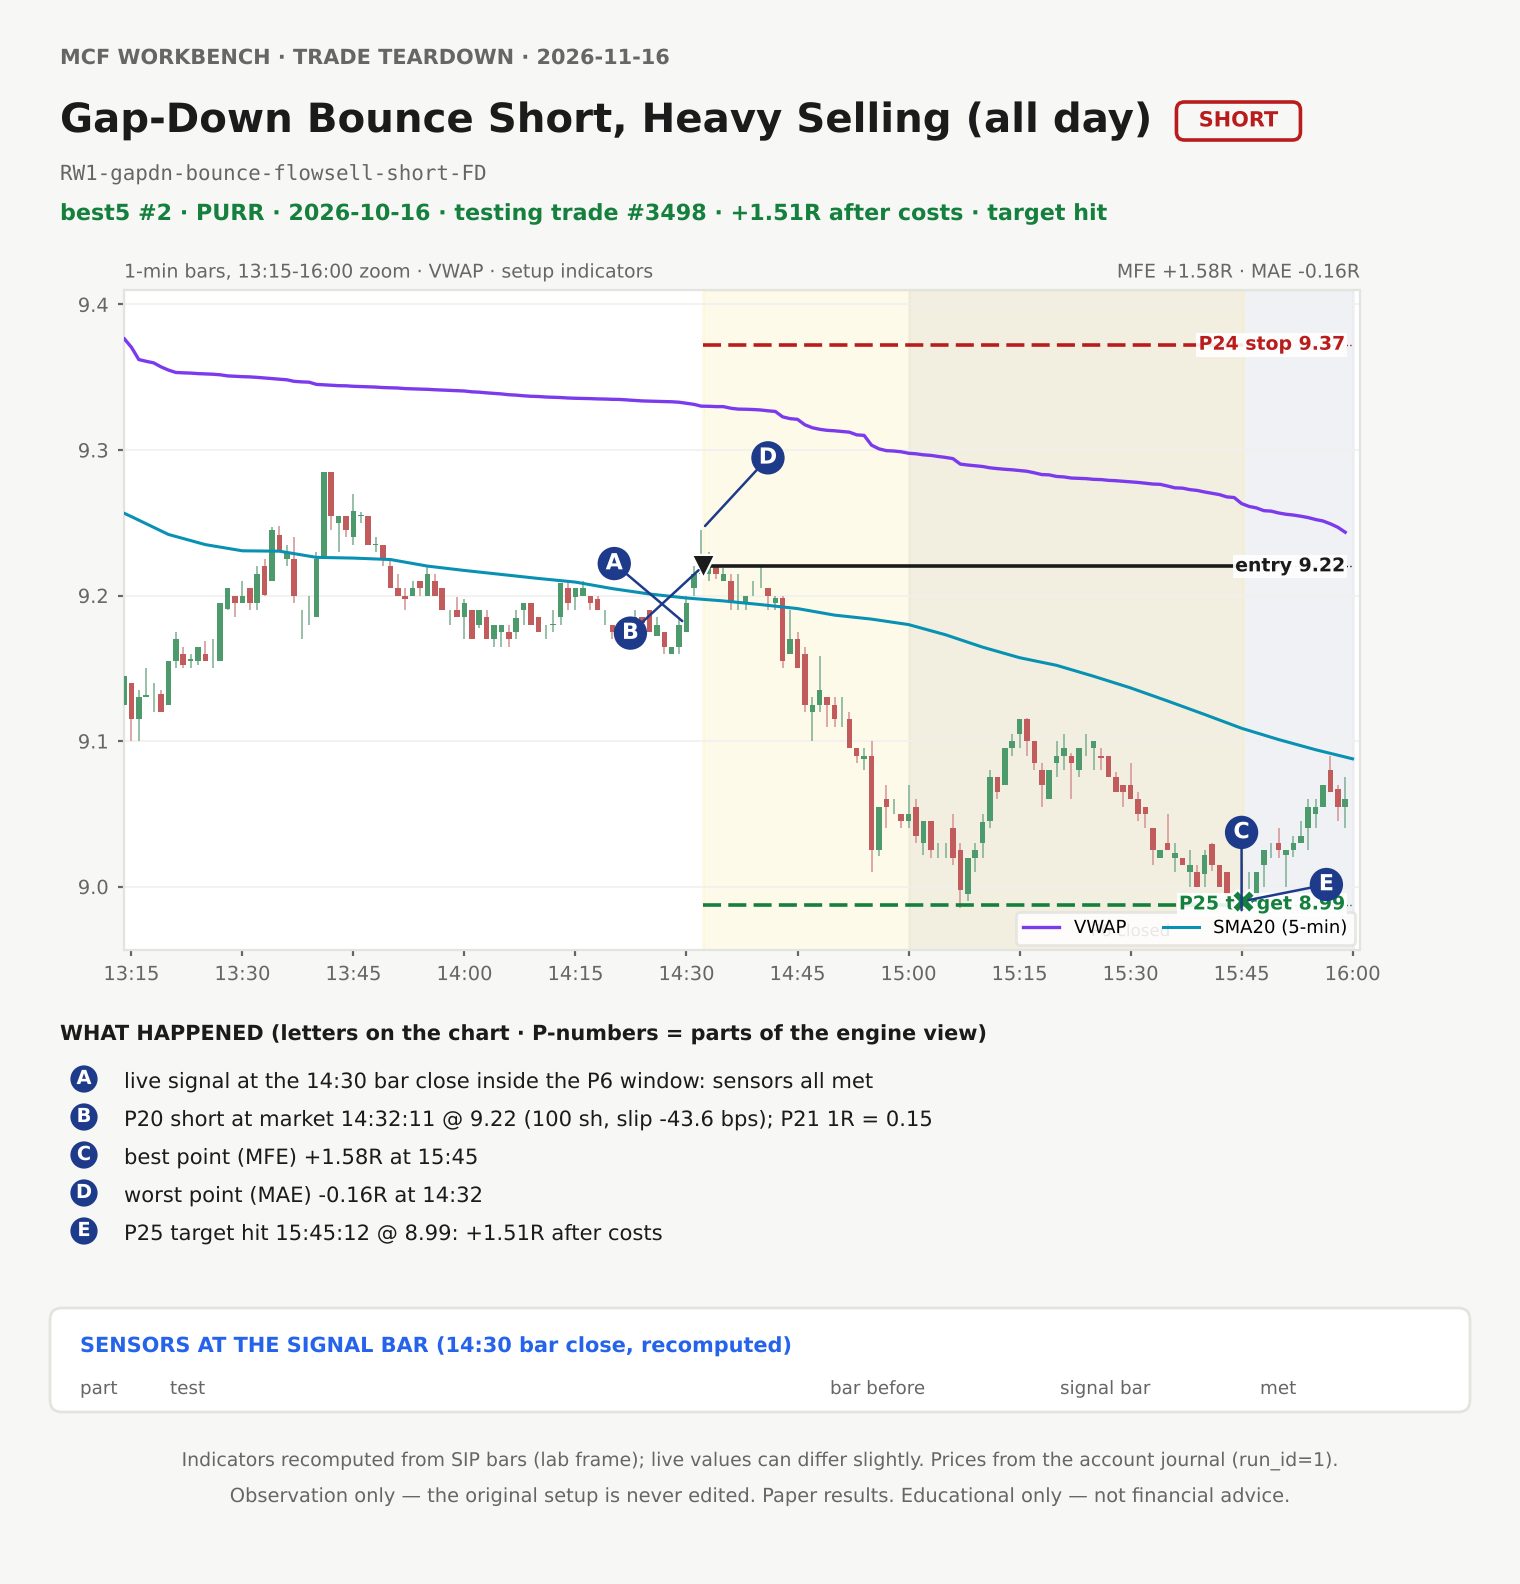 MCF WORKBENCH · TRADE TEARDOWN · 2026-11-16
Gap-Down Bounce Short, Heavy Selling (all day)
SHORT
RW1-gapdn-bounce-flowsell-short-FD
best5 #2 · PURR · 2026-10-16 · testing trade #3498 · +1.51R after costs · target hit
1-min bars, 13:15-16:00 zoom · VWAP · setup indicators
MFE +1.58R · MAE -0.16R
9.4
9.3
9.2
9.1
9.0
P24 stop 9.37
D
A
entry 9.22
B
C
E
P25 t get 8.99
VWAP
closed
SMA20 (5-min)
13:15 13:30 13:45 14:00 14:15 14:30 14:45 15:00 15:15 15:30 15:45 16:00
WHAT HAPPENED (letters on the chart · P-numbers = parts of the engine view)
A live signal at the 14:30 bar close inside the P6 window: sensors all met
B P20 short at market 14:32:11 @ 9.22 (100 sh, slip -43.6 bps); P21 1R = 0.15
C best point (MFE) +1.58R at 15:45
D worst point (MAE) -0.16R at 14:32
E P25 target hit 15:45:12 @ 8.99: +1.51R after costs
SENSORS AT THE SIGNAL BAR (14:30 bar close, recomputed)
part test bar before signal bar met
Indicators recomputed from SIP bars (lab frame); live values can differ slightly. Prices from the account journal (run_id=1).
Observation only — the original setup is never edited. Paper results. Educational only — not financial advice.